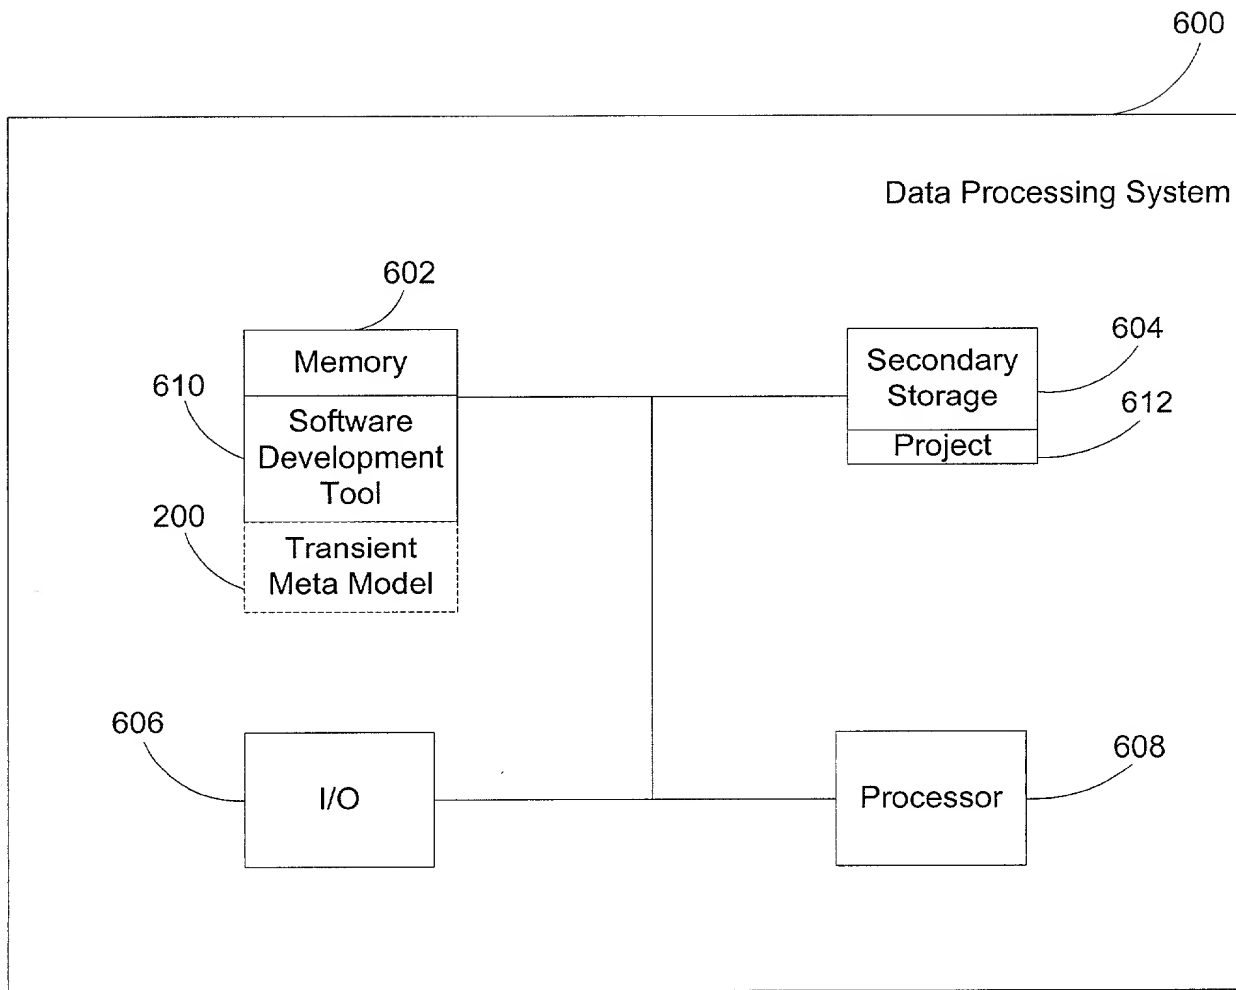 600
Data Processing System
602
Memory
610
Software
Development
Tool
200
Transient
Meta Model
604
Secondary
Storage
612
Project
606
I/O
608
Processor